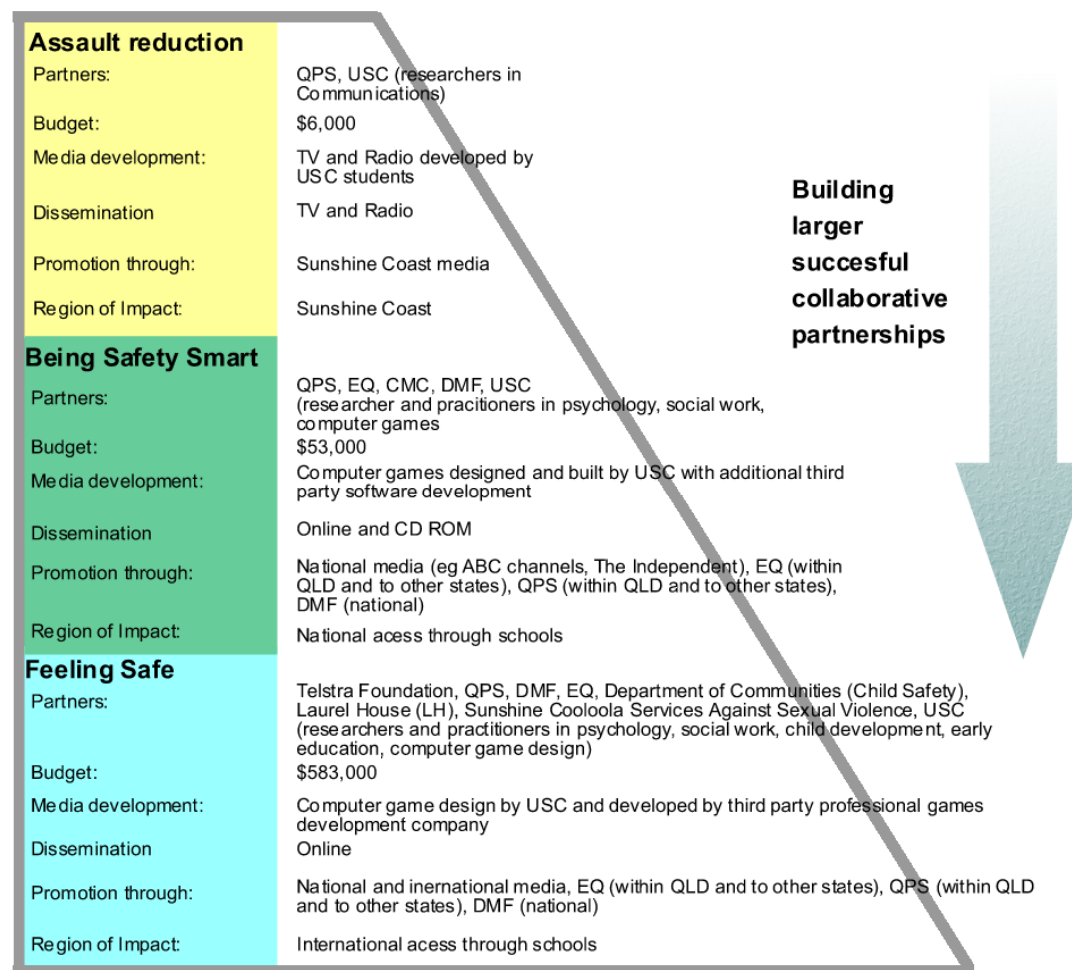 Assault reduction
Partners:
QPS, USC (researchers in
Communications)
Budget:
$6,000
Media development:
TV and Radio developed by
USC students
Dissemination
TV and Radio
Promotion through:
Sunshine Coast media
Region of Impact:
Sunshine Coast
Building
larger
succesful
collaborative
partnerships
Being Safety Smart
Partners:
QPS, EQ, CMC, DMF, USC
(researcher and pracitioners in psychology, social work,
computer games
Budget:
$53,000
Media development:
Computer games designed and built by USC with additional third
party software development
Dissemination
Online and CD ROM
Promotion through:
National media (eg ABC channels, The Independent), EQ (within
QLD and to other states), QPS (within QLD and to other states),
DMF (national)
Region of Impact:
National acess through schools
Feeling Safe
Partners:
Telstra Foundation, QPS, DMF, EQ, Department of Communities (Child Safety),
Laurel House (LH), Sunshine Cooloola Services Against Sexual Violence, USC
(researchers and practitioners in psychology, social work, child development, early
education, computer game design)
Budget:
$583,000
Media development:
Computer game design by USC and developed by third party professional games
development company
Dissemination
Online
Promotion through:
National and inernational media, EQ (within QLD and to other states), QPS (within QLD
and to other states), DMF (national)
Region of Impact:
International acess through schools